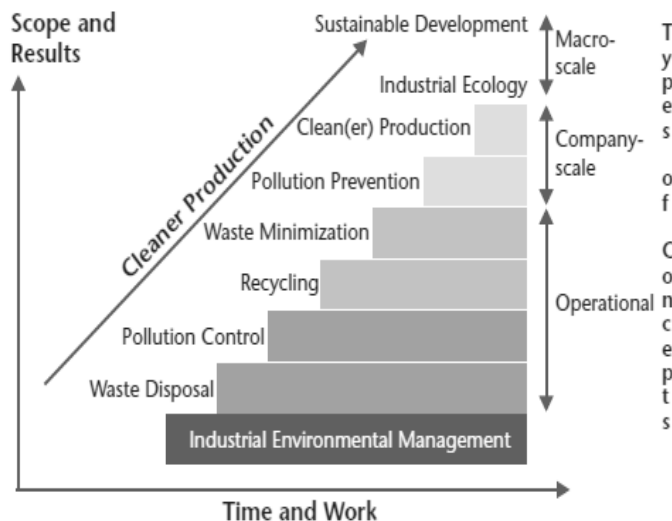 Scope and
Results
Sustainable Development
Macro-
scale
Industrial Ecology
Clean(er) Production
Company-
scale
Pollution Prevention
Cleaner Production
Waste Minimization
Recycling
Operational
Pollution Control
Waste Disposal
Industrial Environmental Management
Time and Work
T
y
p
e
s
o
f
C
o
n
c
e
p
t
s